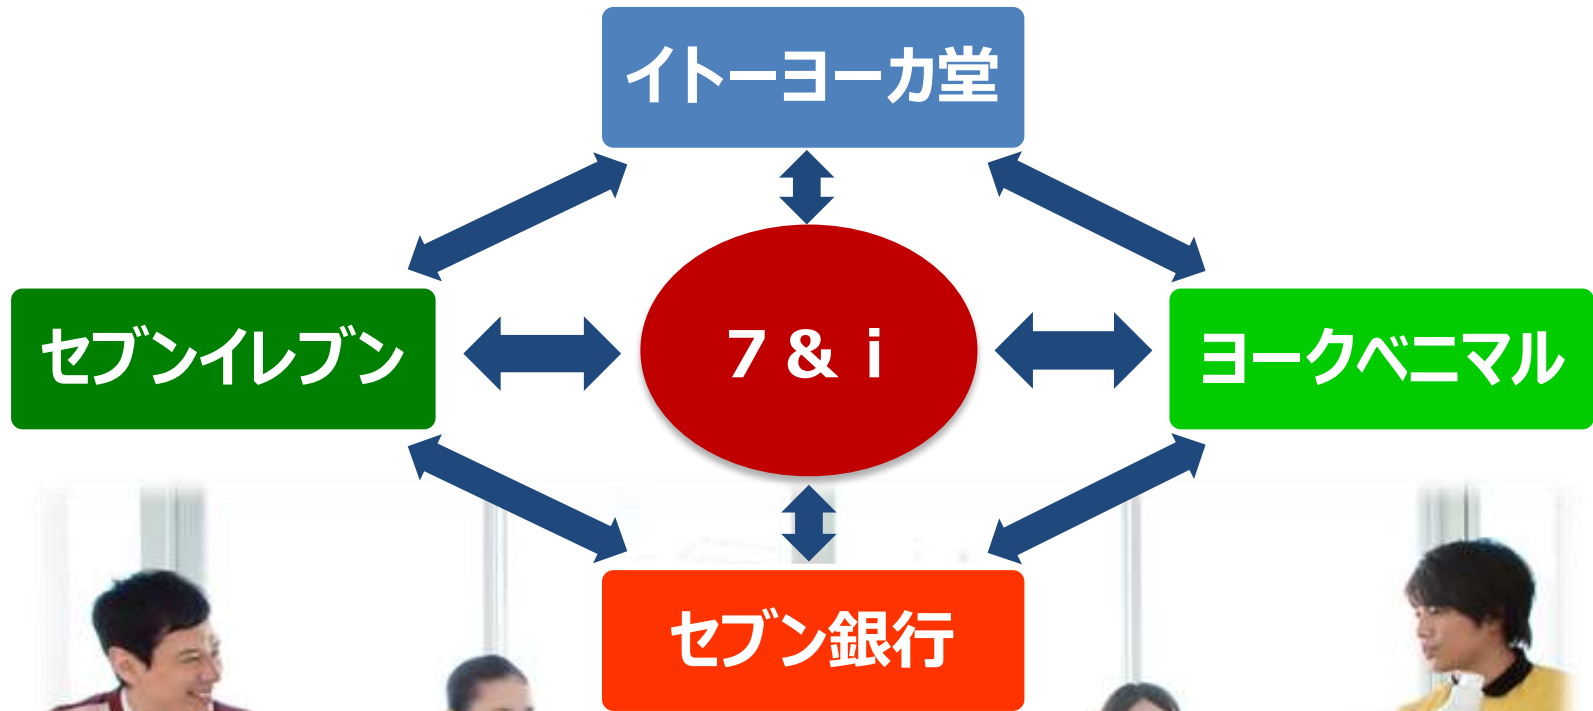 イトーヨーカ堂
セブンイレブン
７＆ｉ
ヨークベニマル
セブン銀行